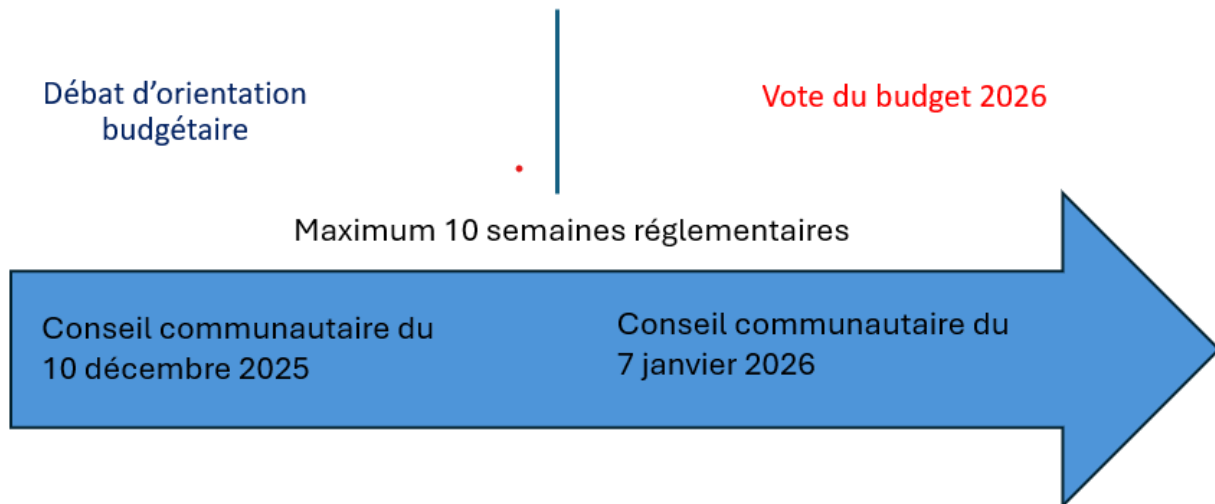 Débat d’orientation
budgétaire
Vote du budget 2026
Maximum 10 semaines réglementaires
Conseil communautaire du
10 décembre 2025
Conseil communautaire du
7 janvier 2026